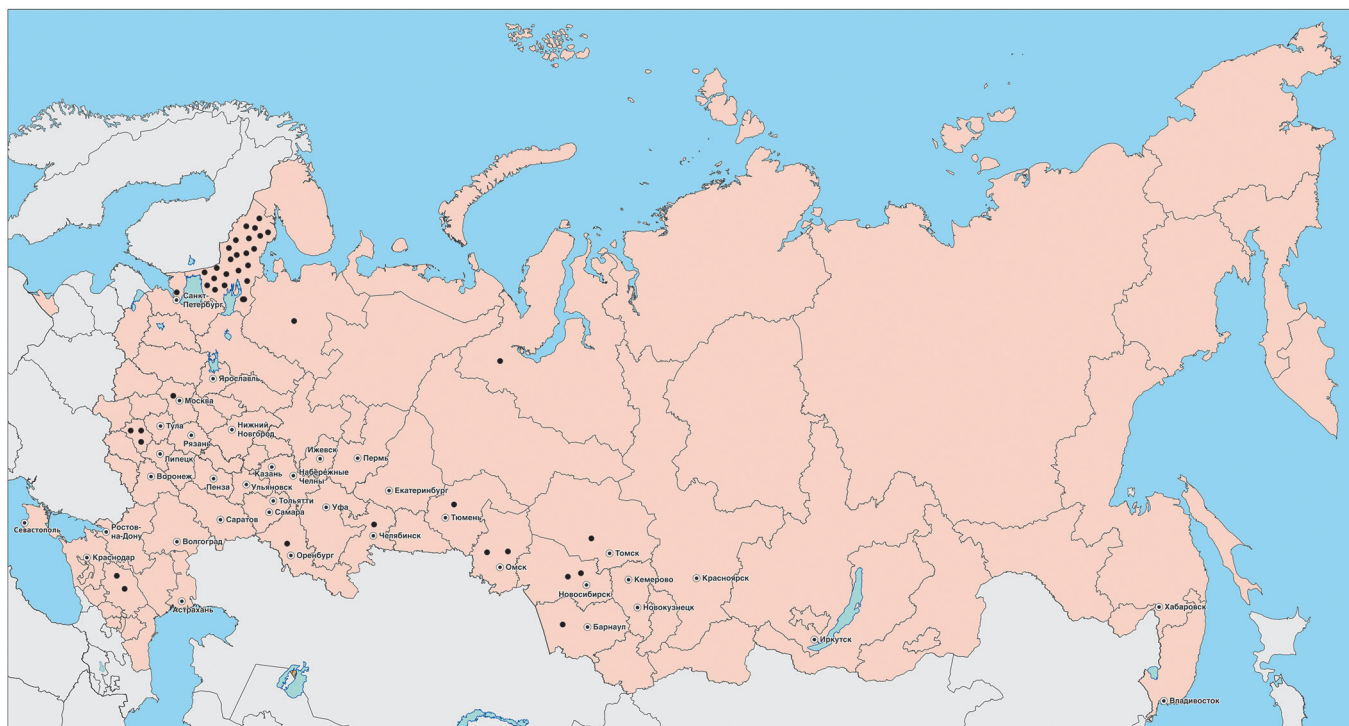 Санкт-
Петербург
Ярославль
Москва
Тула
Рязань
Нижний
Новгород
Липецк
Воронеж
Пенза
Казань
Ульяновск
Ижевск
Набережные
Челны
Пермь
Екатеринбург
Тольятти
Самара
Уфа
Тюмень
Саратов
Челябинск
Севастополь
Ростов-
на-Дону
Волгоград
Оренбург
Краснодар
Омск
Томск
Астрахань
Новосибирск
Кемерово
Красноярск
Новокузнецк
Барнаул
Иркутск
Хабаровск
Владивосток